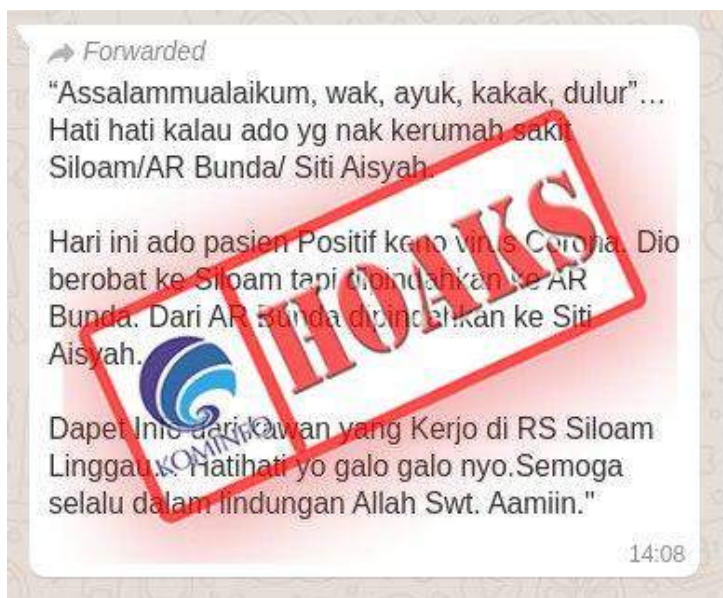 Forwarded
“Assalammualaikum, wak, ayuk, kakak, dulur”...
Hati hati kalau ado yg nak kerumah sakit
Siloam/AR Bunda/ Siti Aisyah.
Hari ini ado pasien Positif keno virus Corona. Dio
berobat ke Siloam tapi dipindahkan ke AR
Bunda. Dari AR Bunda dipindahkan ke Siti
Aisyah.
Dapet Info dari kawan yang Kerjo di RS Siloam
Linggau... Hatihati yo galo galo nyo.Semoga
selalu dalam lindungan Allah Swt. Aamiin."
14:08
HOAKS
KOMINFO